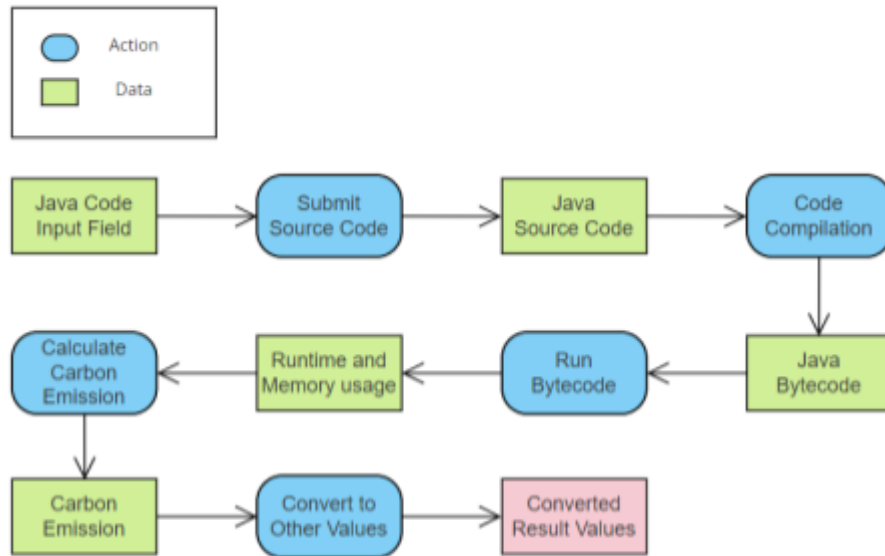 Action
Data
Java Code
Input Field
Submit
Source Code
Java
Source Code
Code
Compilation
Calculate
Carbon
Emission
Runtime and
Memory usage
Run
Bytecode
Java
Bytecode
Carbon
Emission
Convert to
Other Values
Converted
Result Values